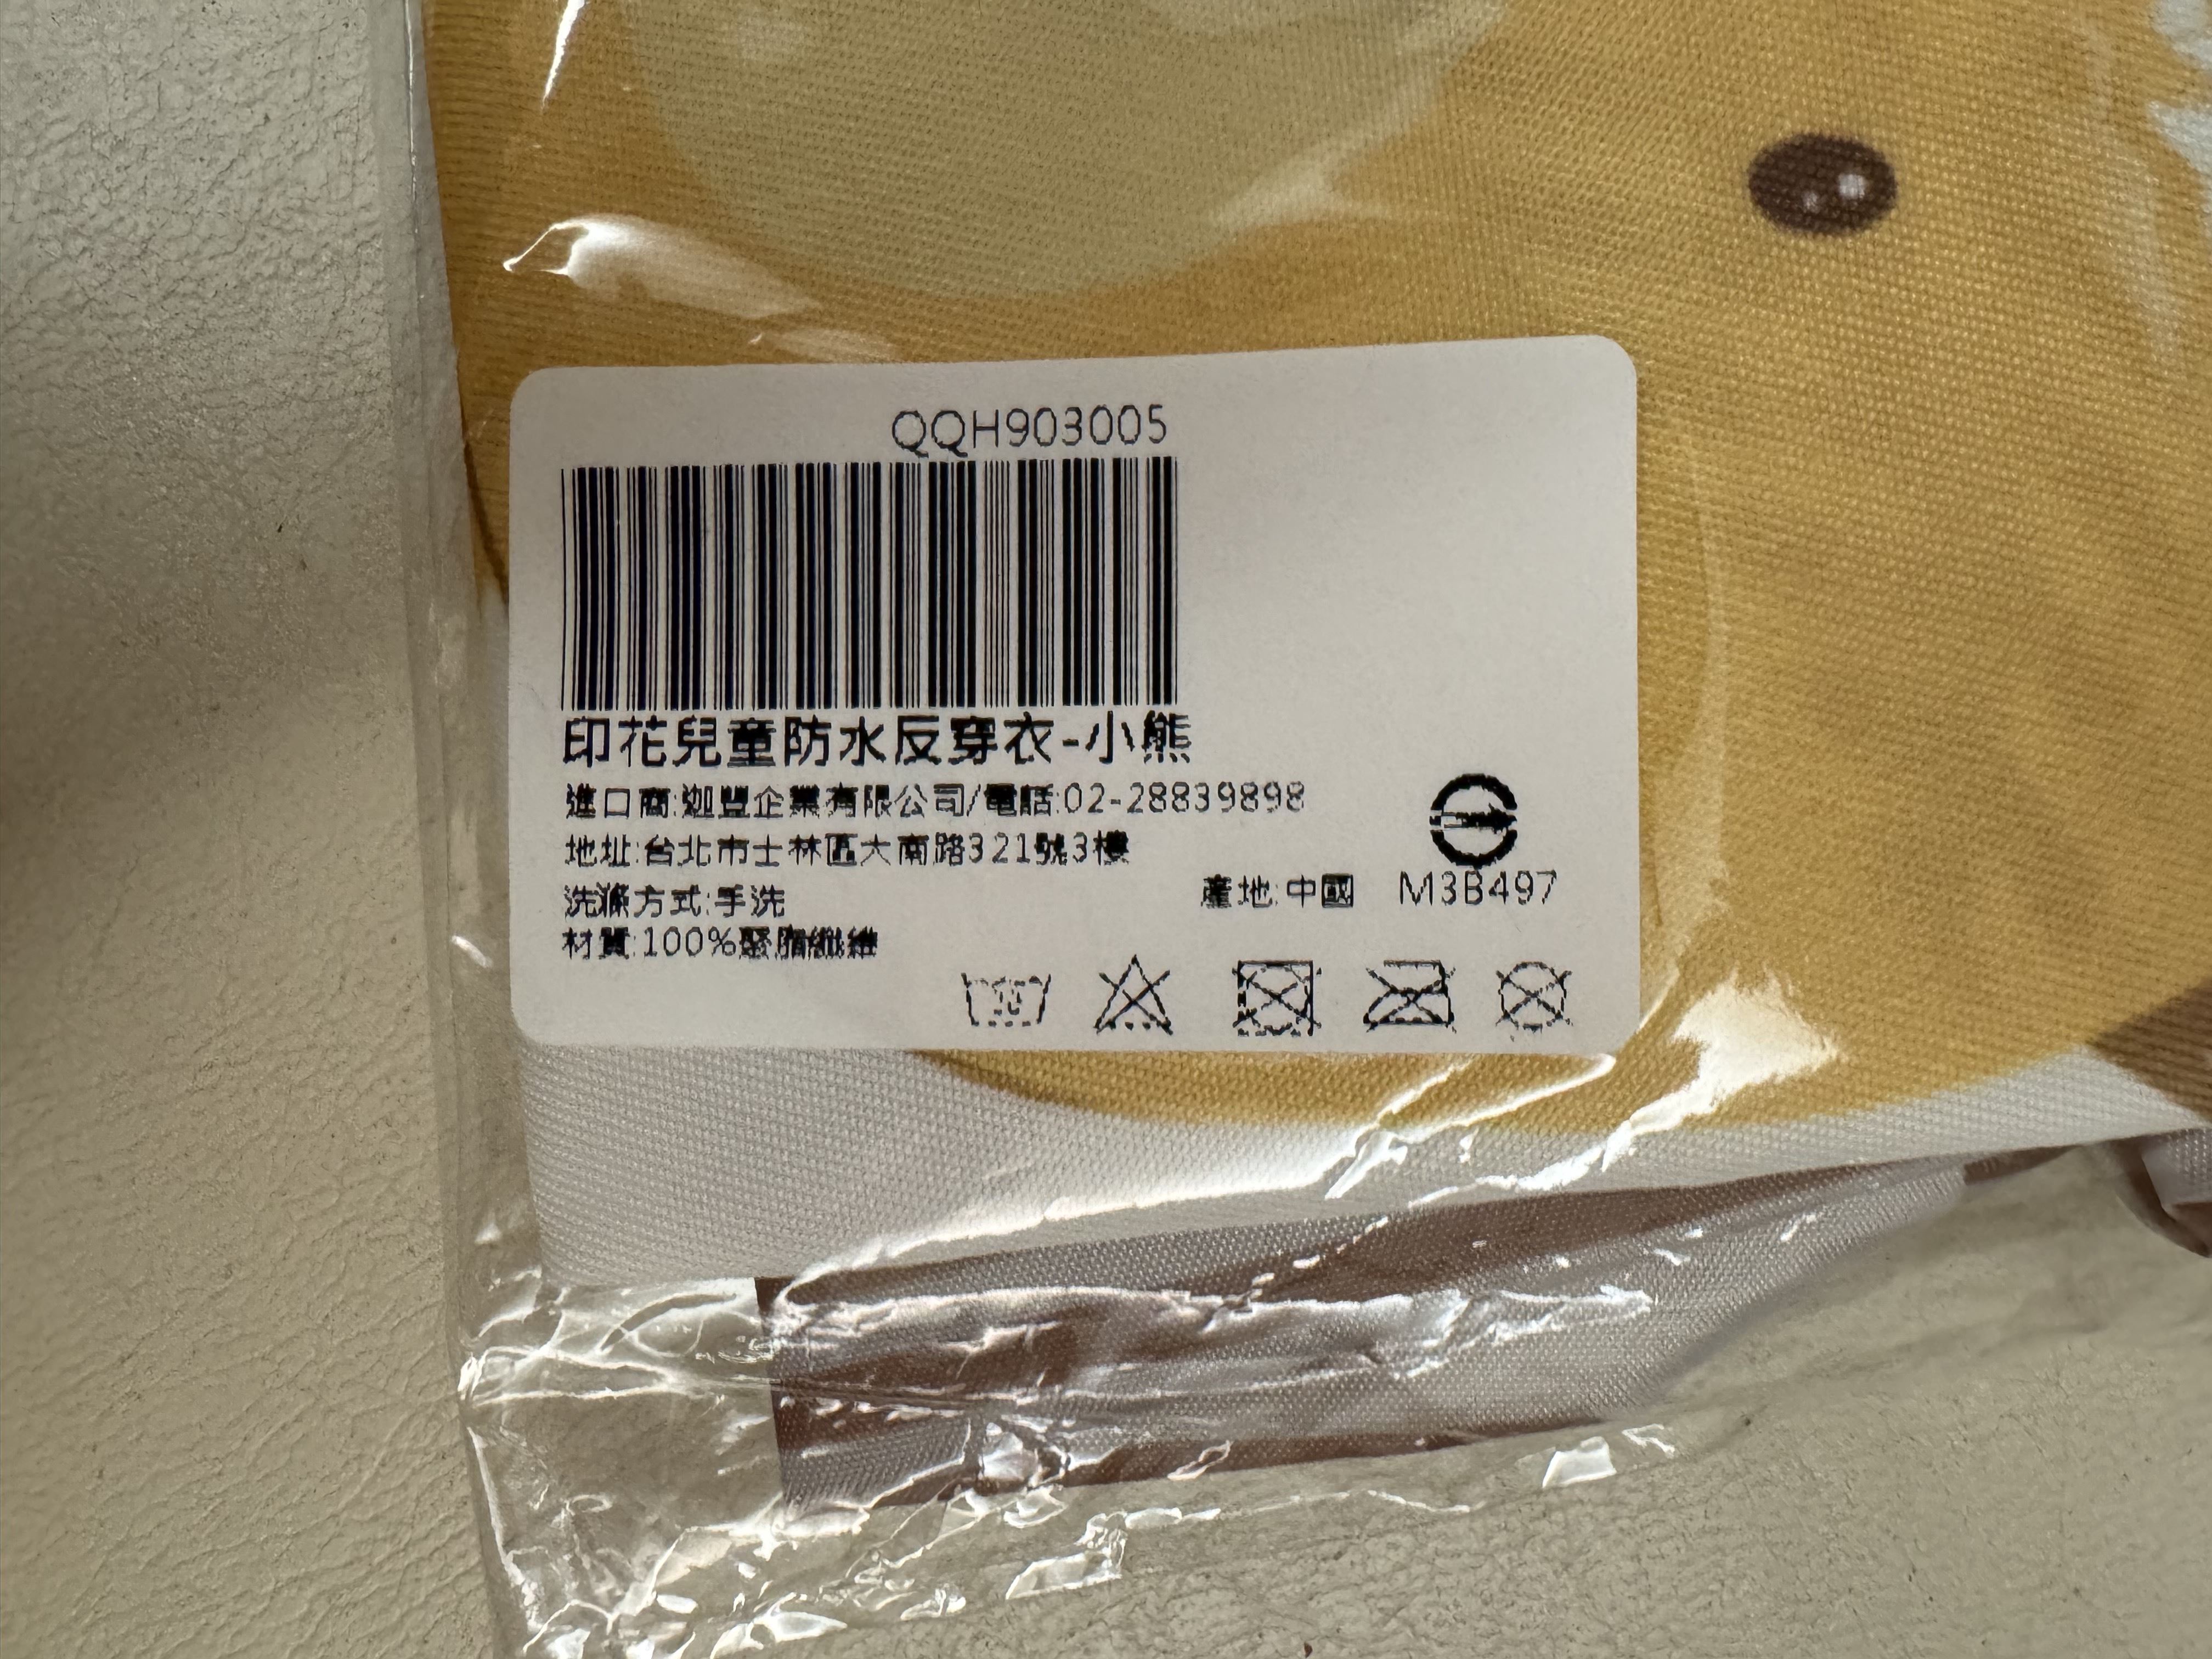 QQH903005
印花兒童防水反穿衣-小熊
進口商:迦豐企業有限公司/電話:02-28839898
地址:台北市士林區大南路321號3樓
洗滌方式:手洗
產地:中國 M3B497
材質:100%聚脂纖維